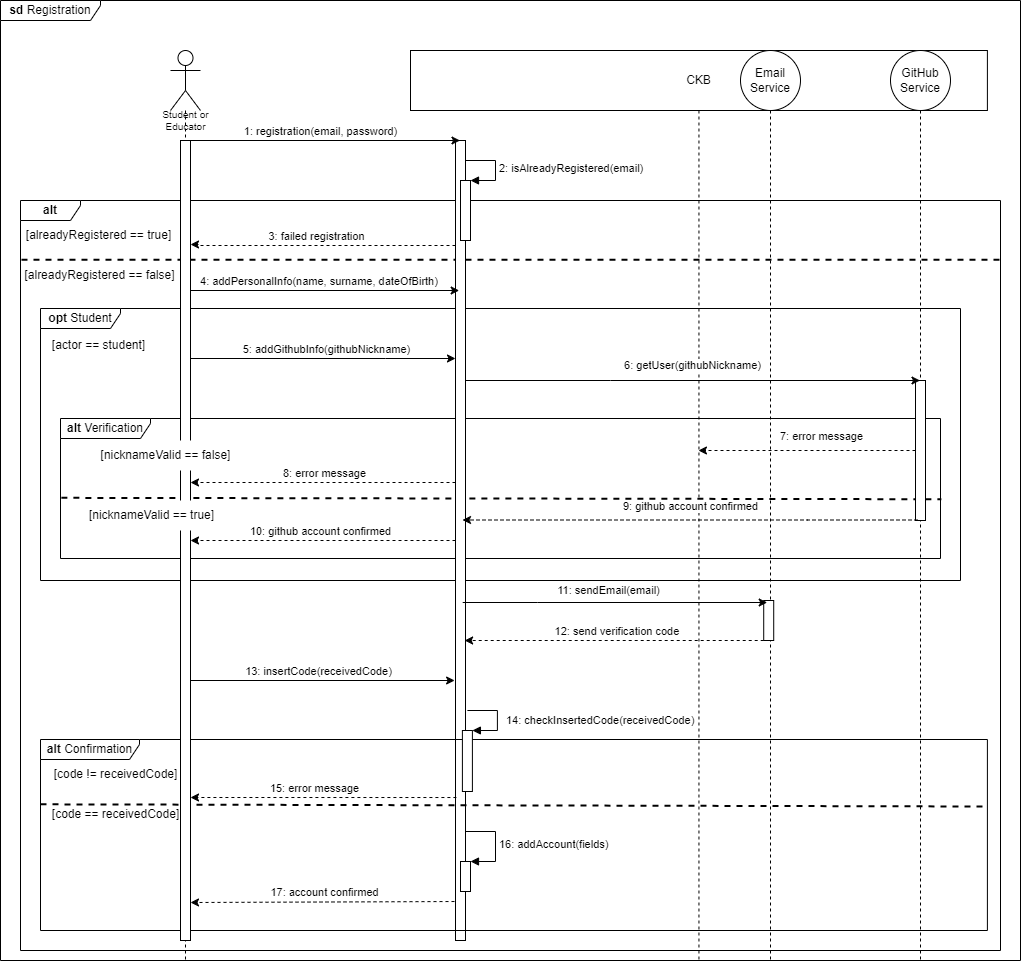 sd Registration
CKB
Email
Service
GitHub
Service
Student or
Educator
1: registration(email, password)
2: isAlreadyRegistered(email)
alt
[alreadyRegistered == true]
3: failed registration
[alreadyRegistered == false]
4: addPersonalInfo(name, surname, dateOfBirth)
opt Student
[actor == student]
5: addGithubInfo(githubNickname)
6: getUser(githubNickname)
alt Verification
7: error message
[nicknameValid == false]
8: error message
9: github account confirmed
[nicknameValid == true]
10: github account confirmed
11: sendEmail(email)
12: send verification code
13: insertCode(receivedCode)
14: checkInsertedCode(receivedCode)
alt Confirmation
[code != receivedCode]
15: error message
[code == receivedCode]
16: addAccount(fields)
17: account confirmed